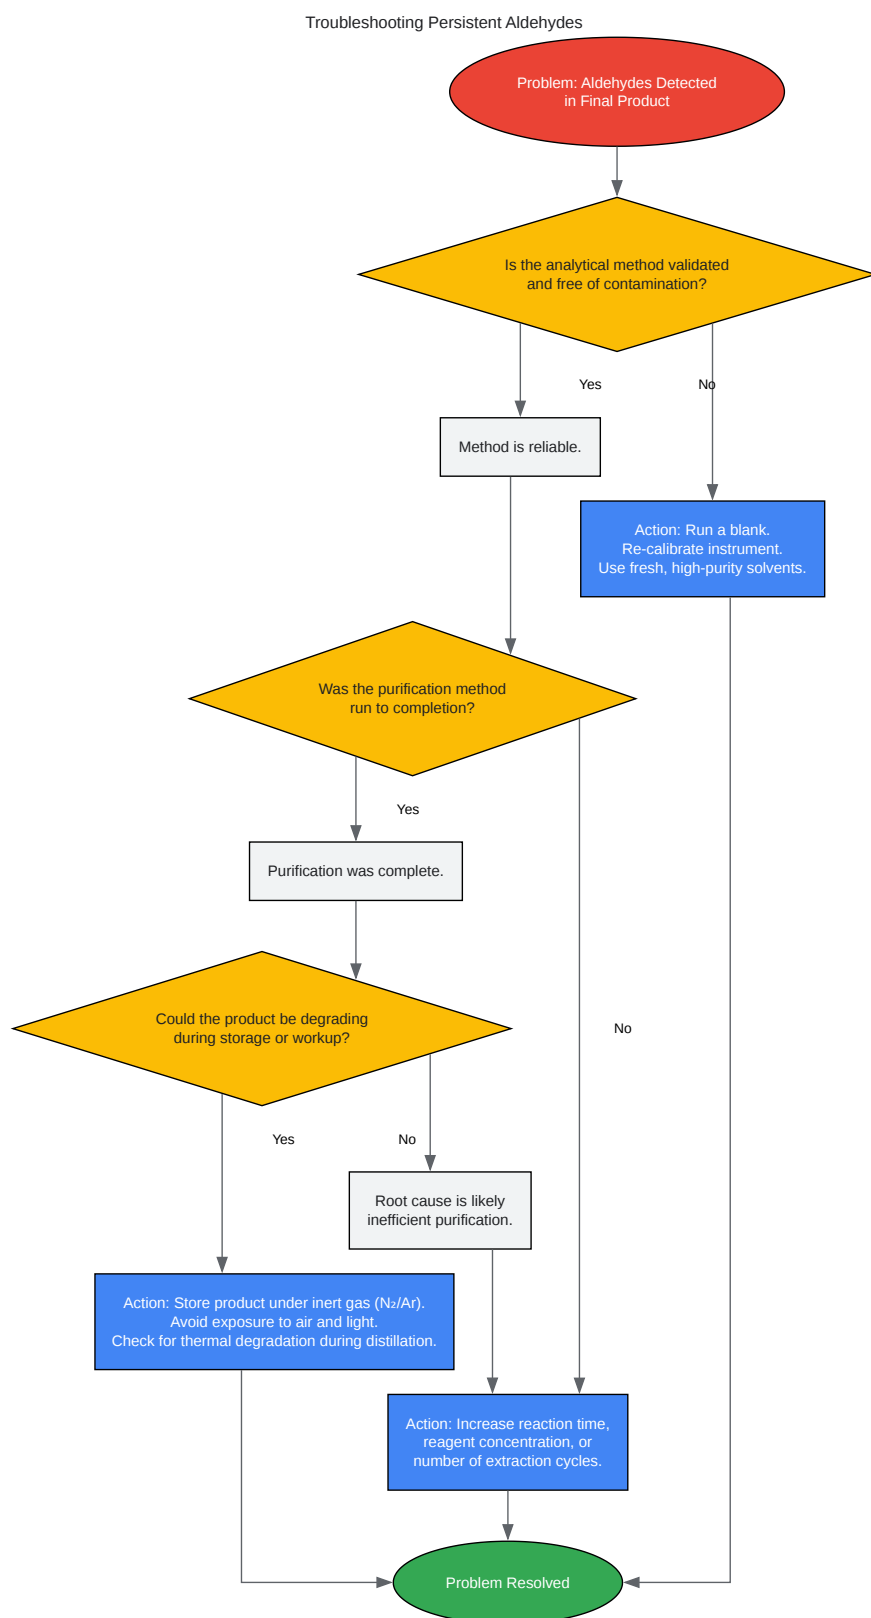 Troubleshooting Persistent Aldehydes
Problem: Aldehydes Detected
in Final Product
Is the analytical method validated
and free of contamination?
Yes
No
Method is reliable.
Action: Run a blank.
Re-calibrate instrument.
Use fresh, high-purity solvents.
Was the purification method
run to completion?
Yes
Purification was complete.
Could the product be degrading
during storage or workup?
No
Yes
No
Root cause is likely
inefficient purification.
Action: Store product under inert gas (N₂/Ar).
Avoid exposure to air and light.
Check for thermal degradation during distillation.
Action: Increase reaction time,
reagent concentration, or
number of extraction cycles.
Problem Resolved